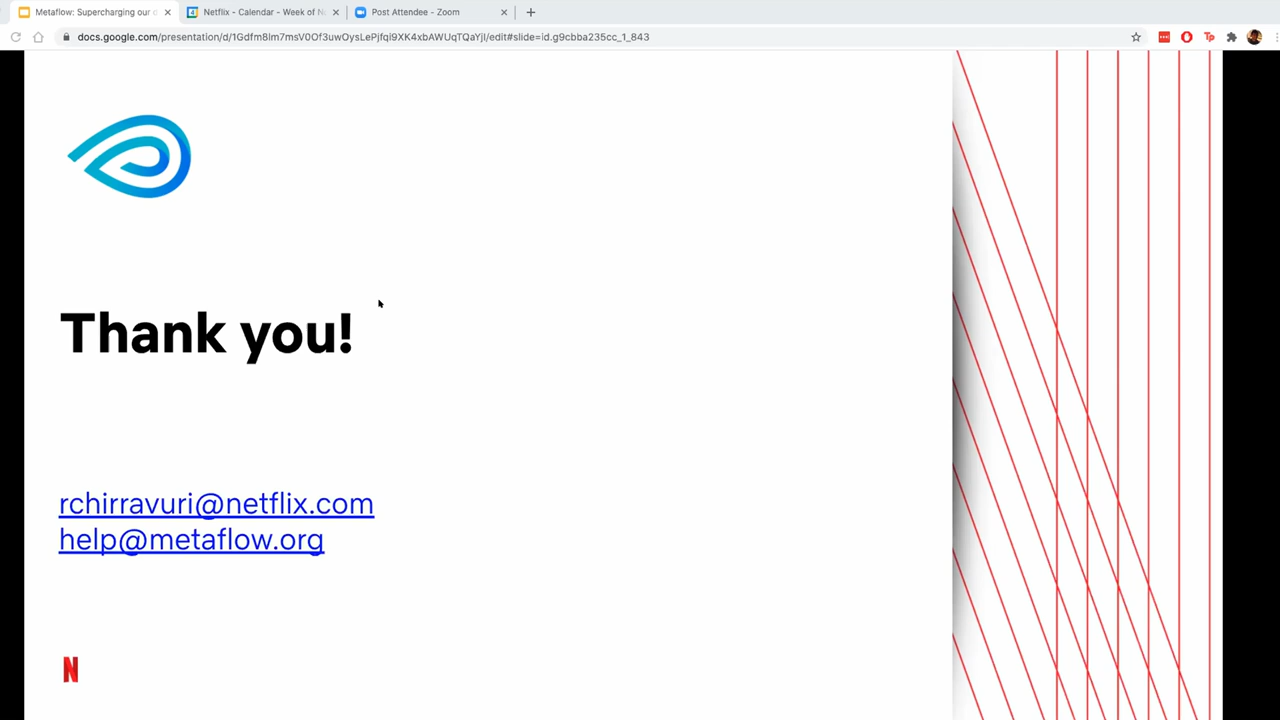 Metaflow: Supercharging our
Netflix - Calendar - Week of N
Post Attendee - Zoom
docs.google.com/presentation/d/1Gdfm8lm7msV0Of3uwOysLePjfqi9XK4xbAWUqTQaYjI/edit#slide=id.g9cbba235cc_1_843
Thank you!
rchirravuri@netflix.com
help@metaflow.org
N